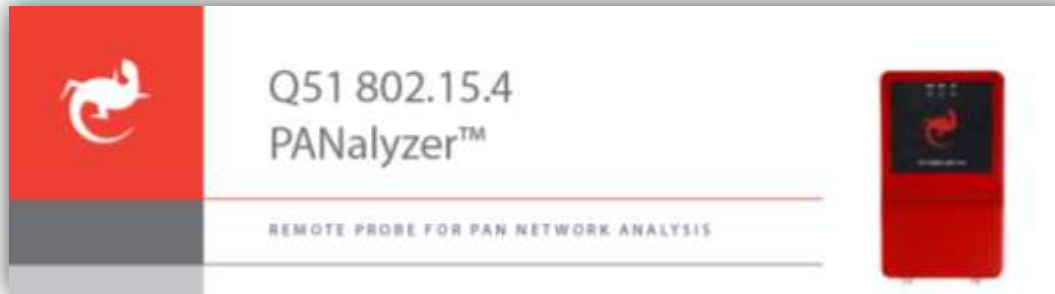 Q51 802.15.4
PANalyzer™
REMOTE PROBE FOR PAN NETWORK ANALYSIS